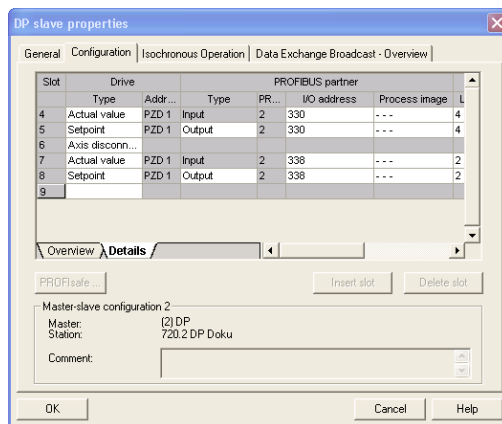 DP slave properties
General Configuration Isochronous Operation Data Exchange Broadcast - Overview
Slot Drive PROFIBUS partner
Type Addr... Type PR... I/O address Process image L
4 Actual value PZD 1 Input 2 330 --- 4
5 Setpoint PZD 1 Output 2 330 --- 4
6 Axis disconn...
7 Actual value PZD 1 Input 2 338 --- 2
8 Setpoint PZD 1 Output 2 338 --- 2
9
Overview Details
PROFIsafe ... Insert slot Delete slot
Master-slave configuration 2
Master: (2) DP
Station: 720.2 DP Doku
Comment:
OK Cancel Help